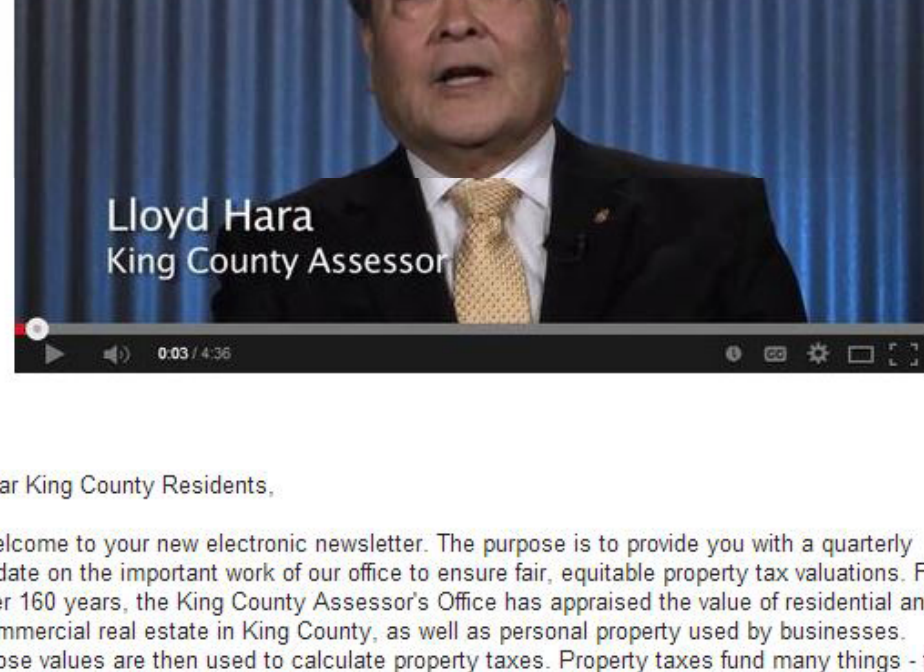 Lloyd Hara
King County Assessor
0:03 / 4:36
CC
ar King County Residents,
elcome to your new electronic newsletter. The purpose is to provide you with a quarterly
date on the important work of our office to ensure fair, equitable property tax valuations. F
er 160 years, the King County Assessor's Office has appraised the value of residential an
mmercial real estate in King County, as well as personal property used by businesses.
ose values are then used to calculate property taxes. Property taxes fund many things -